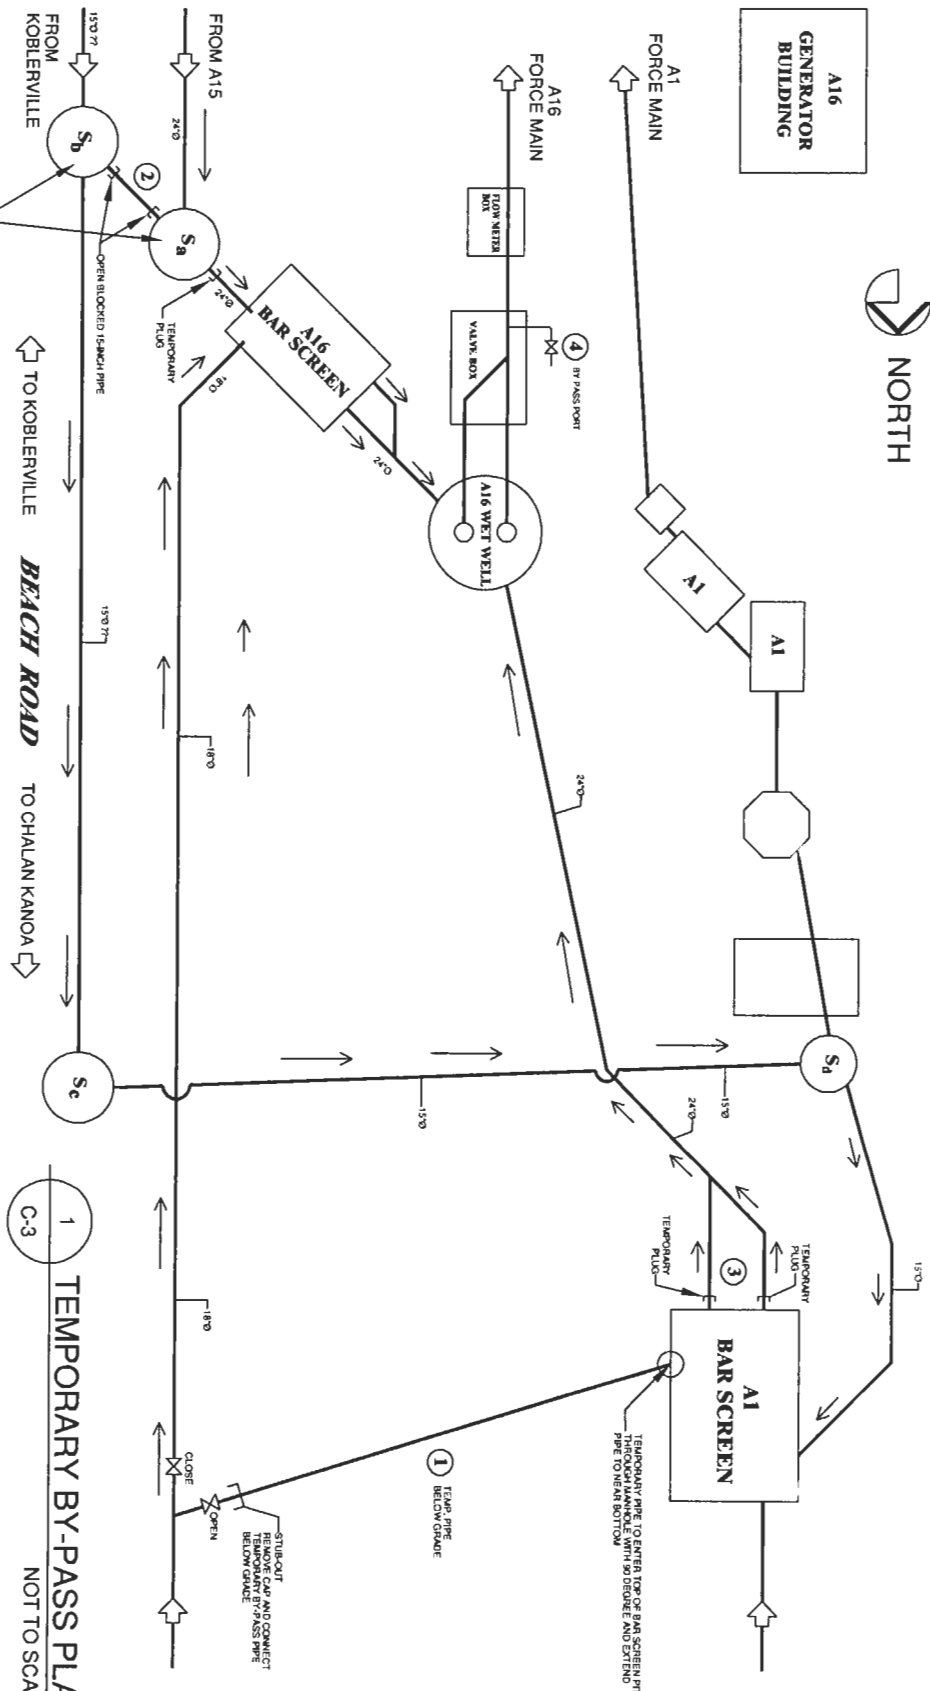 A16
GENERATOR
BUILDING
NORTH
A1
FORCE MAIN
A16
FORCE MAIN
FROM A15
15"Ø ??
FROM
KOBLERVILLE
24"Ø
Sb
2
Sa
OPEN BLOCKED 15-INCH PIPE
24"Ø
TEMPORARY
PLUG
A16
BAR SCREEN
18"Ø
24"Ø
FLOW METER
BOX
VALVE BOX
4
BY PASS PORT
A16 WET WELL
A1
A1
TO KOBLERVILLE
BEACH ROAD
TO CHALAN KANOA
15"Ø ??
18"Ø
24"Ø
Sd
Sc
15"Ø
15"Ø
24"Ø
15"Ø
TEMPORARY
PLUG
TEMPORARY
PLUG
3
A1
BAR SCREEN
TEMPORARY PIPE TO ENTER TOP OF BAR SCREEN PIT
THROUGH MANHOLE WITH 90 DEGREE AND EXTEND
PIPE TO NEAR BOTTOM
1
TEMP. PIPE
BELOW GRADE
18"Ø
CLOSE
OPEN
STUB-OUT
REMOVE CAP AND CONNECT
TEMPORARY BY-PASS PIPE
BELOW GRADE
1
C-3
TEMPORARY BY-PASS PLA
NOT TO SCA